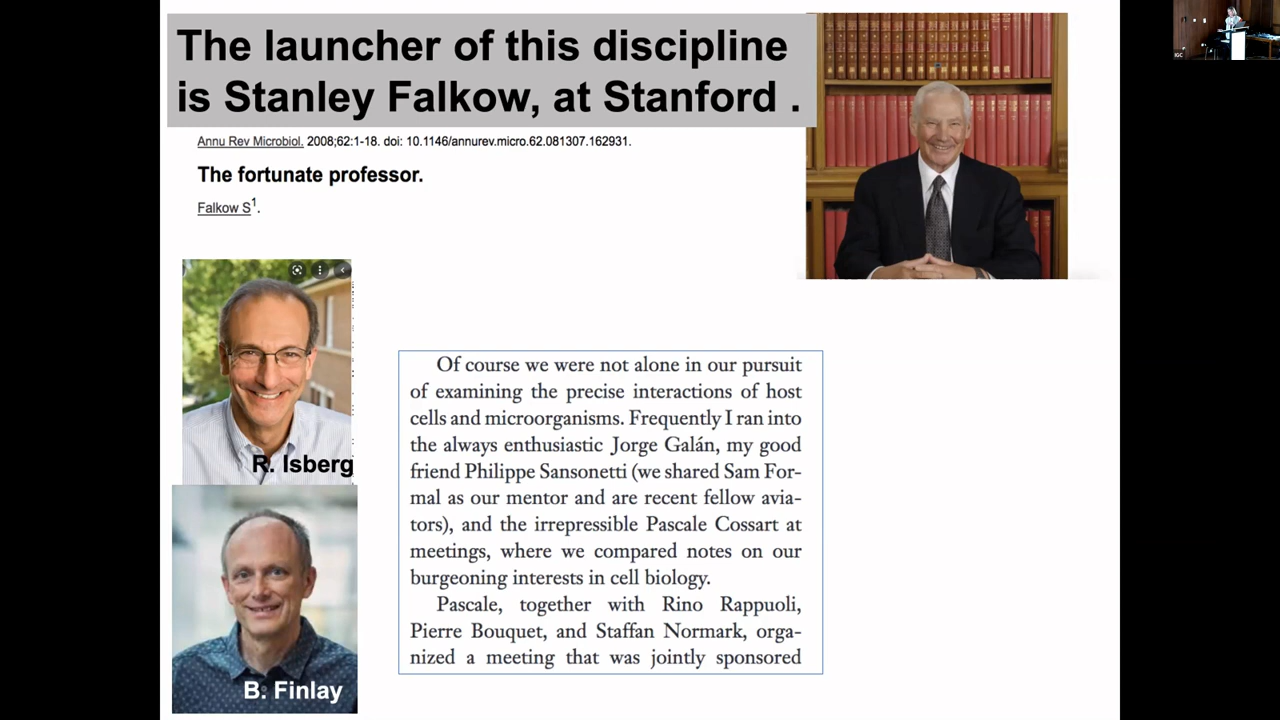 The launcher of this discipline
is Stanley Falkow, at Stanford .
Annu Rev Microbiol. 2008;62:1-18. doi: 10.1146/annurev.micro.62.081307.162931.
The fortunate professor.
Falkow S1.
R. Isberg
B. Finlay
Of course we were not alone in our pursuit
of examining the precise interactions of host
cells and microorganisms. Frequently I ran into
the always enthusiastic Jorge Galán, my good
friend Philippe Sansonetti (we shared Sam For-
mal as our mentor and are recent fellow avia-
tors), and the irrepressible Pascale Cossart at
meetings, where we compared notes on our
burgeoning interests in cell biology.
Pascale, together with Rino Rappuoli,
Pierre Bouquet, and Staffan Normark, orga-
nized a meeting that was jointly sponsored
IGC